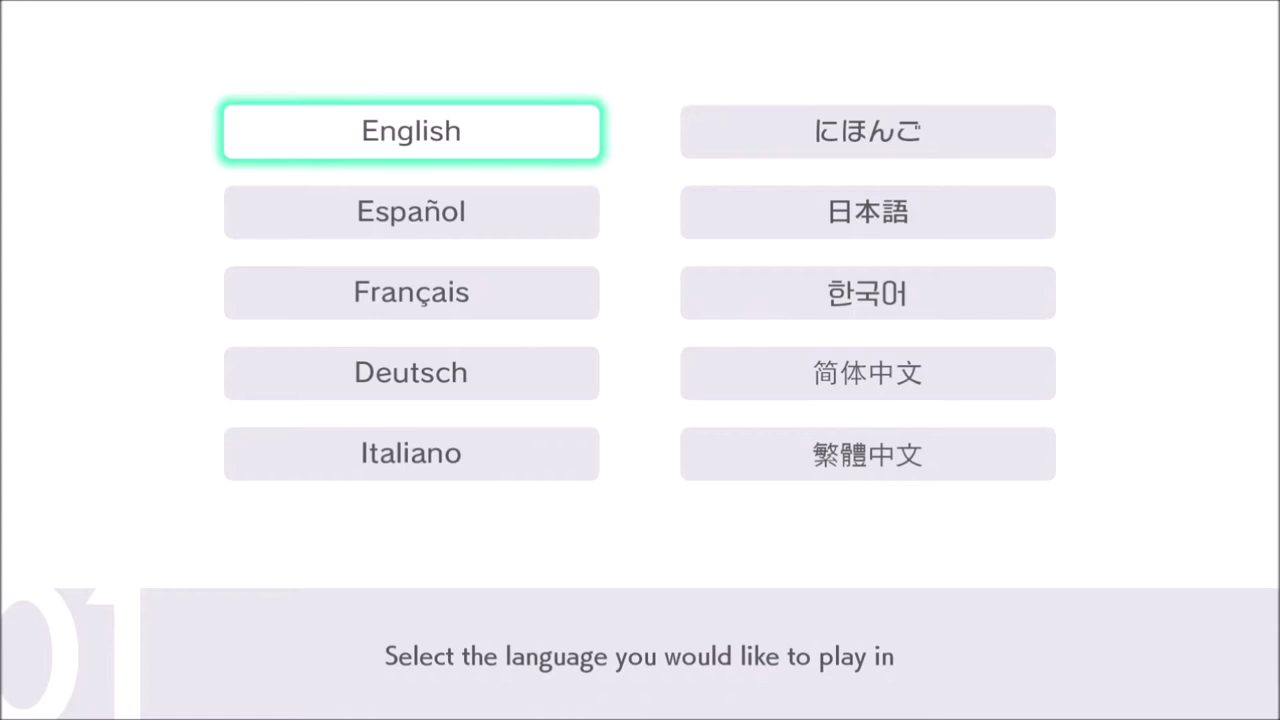 English
Español
Français
Deutsch
Italiano
にほんご
日本語
한국어
简体中文
繁體中文
01
Select the language you would like to play in